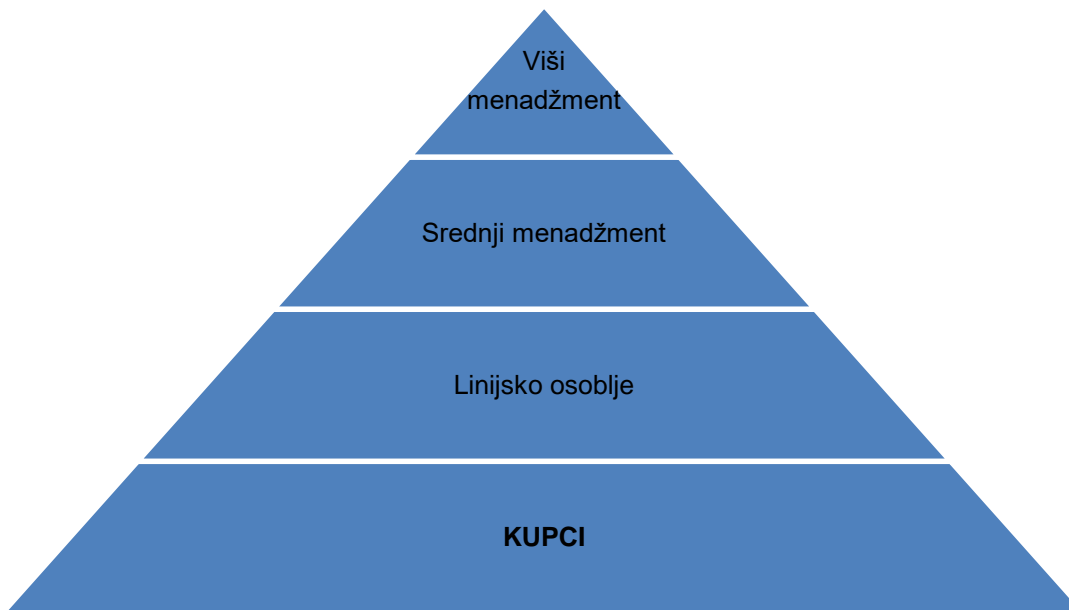 Viši
menadžment
Srednji menadžment
Linijsko osoblje
KUPCI